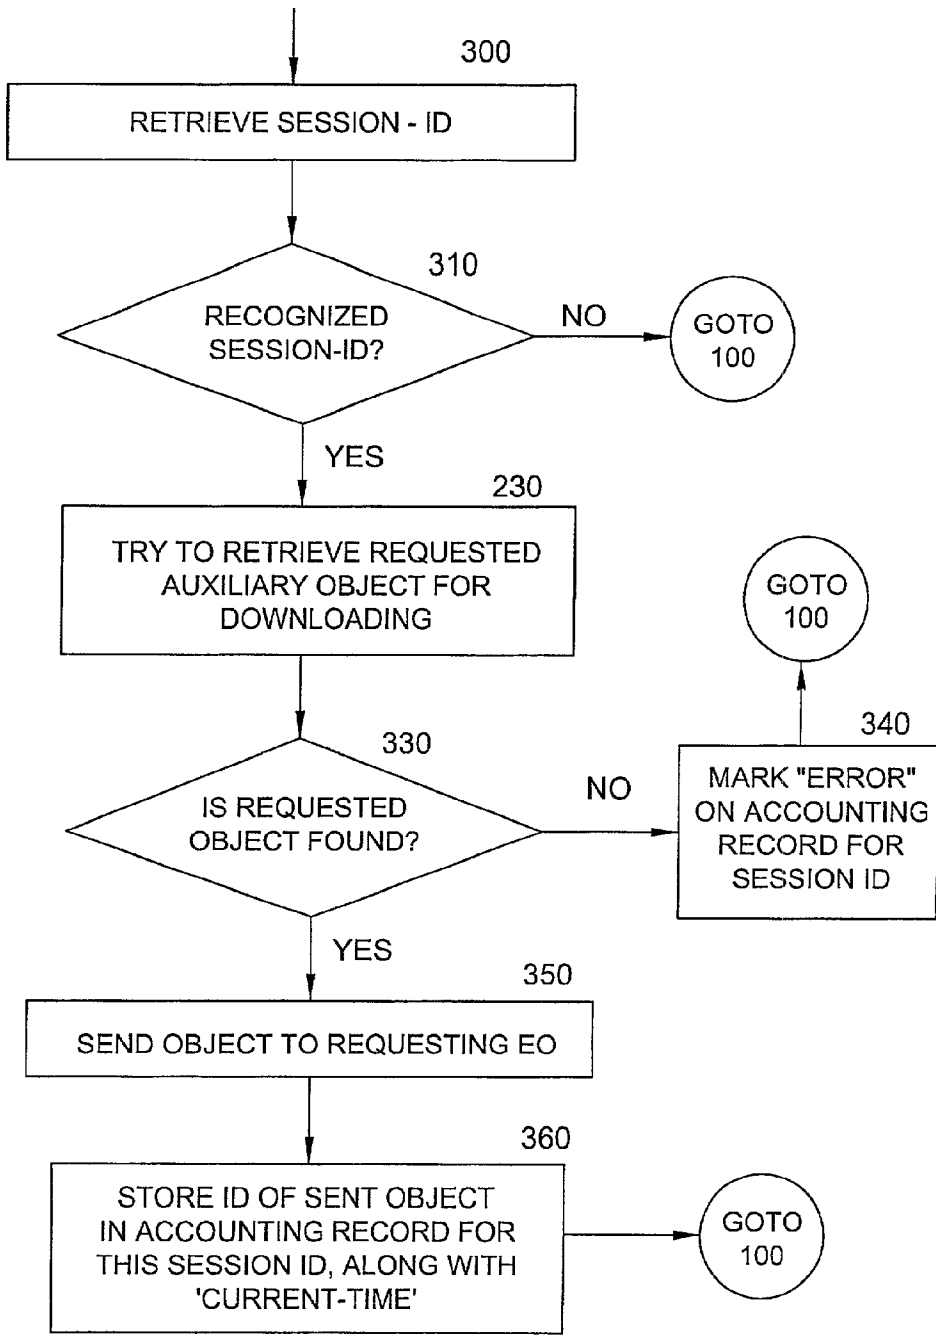 300
RETRIEVE SESSION - ID
310
RECOGNIZED
SESSION-ID?
NO
GOTO
100
YES
230
TRY TO RETRIEVE REQUESTED
AUXILIARY OBJECT FOR
DOWNLOADING
GOTO
100
330
IS REQUESTED
OBJECT FOUND?
NO
340
MARK "ERROR"
ON ACCOUNTING
RECORD FOR
SESSION ID
YES
350
SEND OBJECT TO REQUESTING EO
360
STORE ID OF SENT OBJECT
IN ACCOUNTING RECORD FOR
THIS SESSION ID, ALONG WITH
'CURRENT-TIME'
GOTO
100